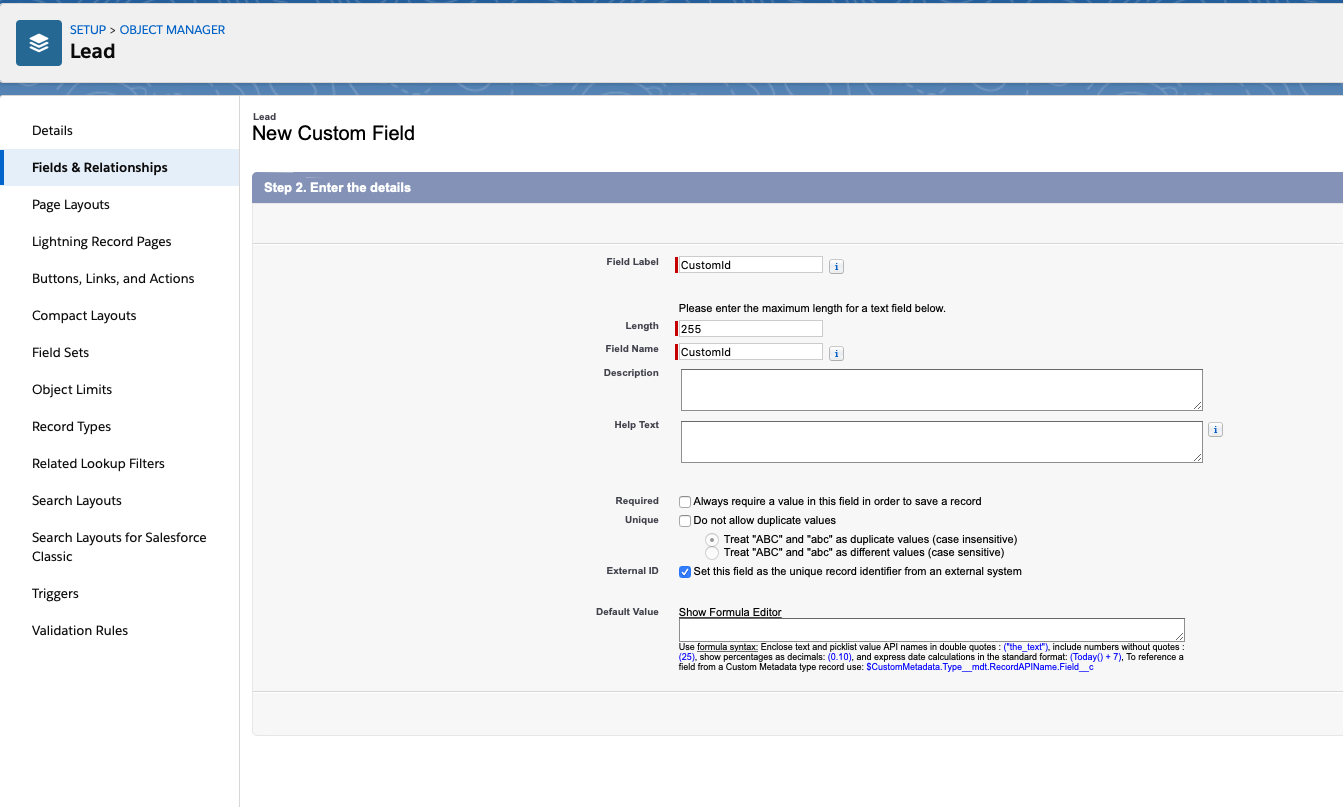 SETUP > OBJECT MANAGER
Lead
Details
Fields & Relationships
Page Layouts
Lightning Record Pages
Buttons, Links, and Actions
Compact Layouts
Field Sets
Object Limits
Record Types
Related Lookup Filters
Search Layouts
Search Layouts for Salesforce
Classic
Triggers
Validation Rules
Lead
New Custom Field
Step 2. Enter the details
Field Label CustomId i
Please enter the maximum length for a text field below.
Length 255
Field Name CustomId i
Description
Help Text i
Required Always require a value in this field in order to save a record
Unique Do not allow duplicate values
Treat "ABC" and "abc" as duplicate values (case insensitive)
Treat "ABC" and "abc" as different values (case sensitive)
External ID Set this field as the unique record identifier from an external system
Default Value Show Formula Editor
Use formula syntax: Enclose text and picklist value API names in double quotes : ("the_text"), include numbers without quotes :
(25), show percentages as decimals: (0.10), and express date calculations in the standard format: (Today() + 7), To reference a
field from a Custom Metadata type record use: $CustomMetadata.Type__mdt.RecordAPIName.Field__c